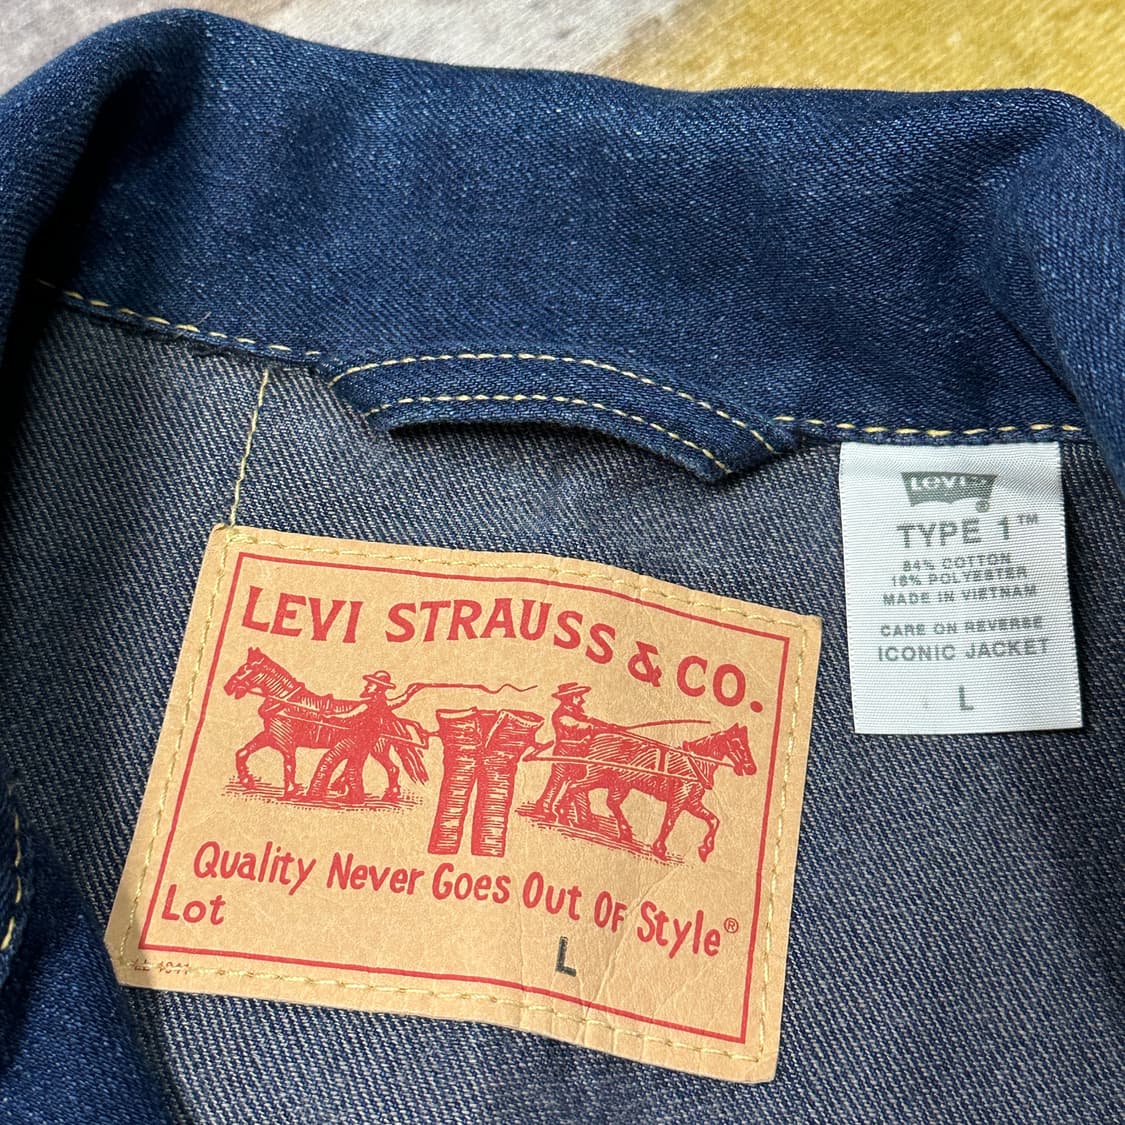 LEVI STRAUSS & CO.
Quality Never Goes Out Of Style®
Lot
L
Levi's®
TYPE 1™
84% COTTON
16% POLYESTER
MADE IN VIETNAM
CARE ON REVERSE
ICONIC JACKET
L